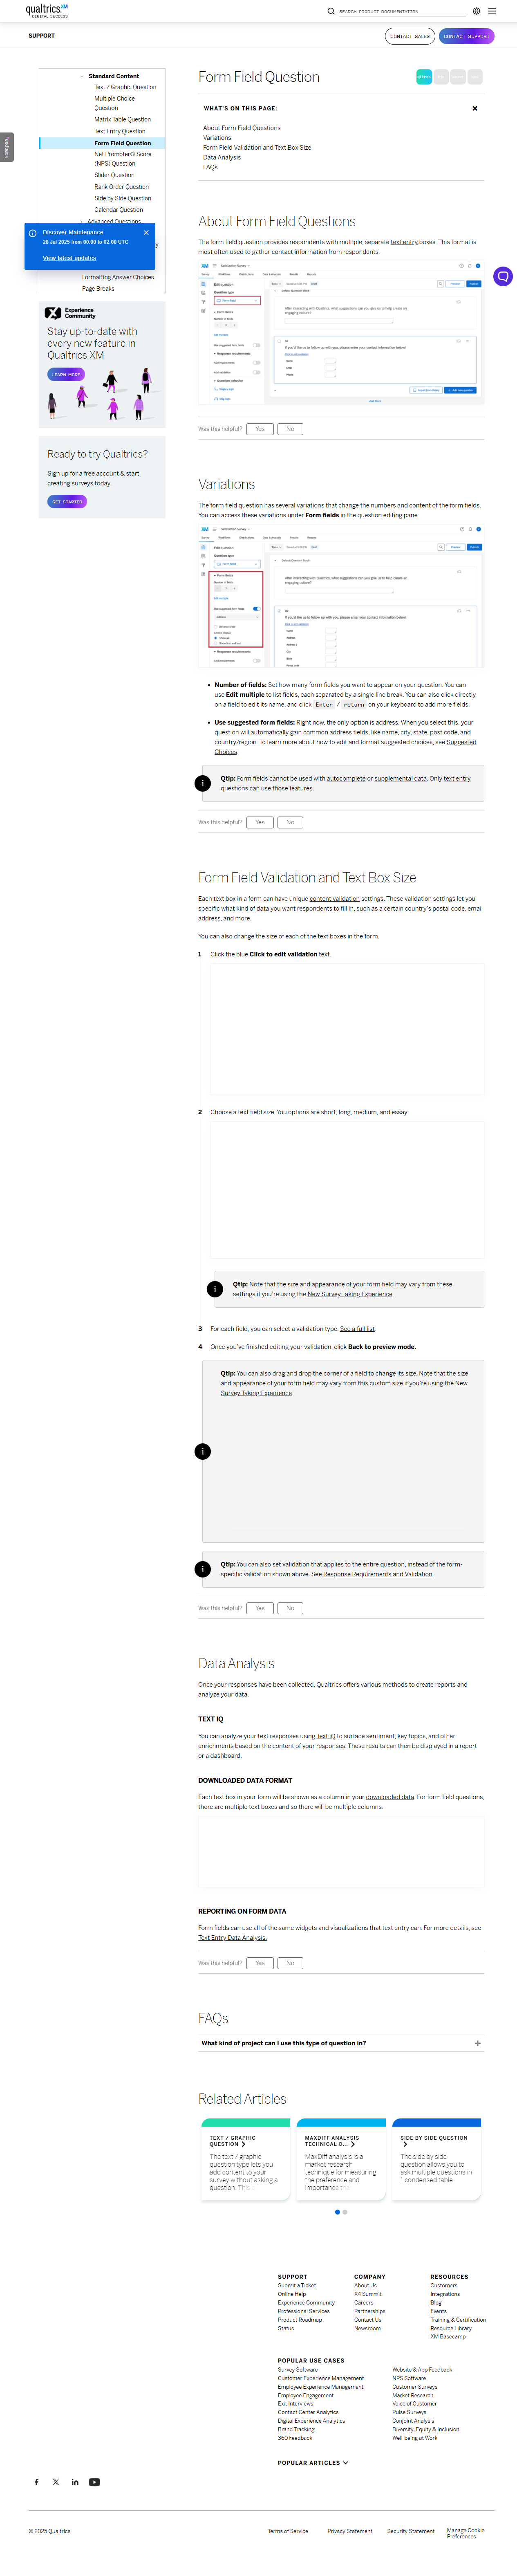 qualtrics.XM
DIGITAL SUCCESS
SEARCH PRODUCT DOCUMENTATION
SUPPORT
CONTACT SALES
CONTACT SUPPORT
Feedback
Standard Content
Text / Graphic Question
Multiple Choice
Question
Matrix Table Question
Text Entry Question
Form Field Question
Net Promoter© Score
(NPS) Question
Slider Question
Rank Order Question
Side by Side Question
Calendar Question
Advanced Questions
Discover Maintenance
26 Jul 2025 from 00:00 to 02:00 UTC
View latest updates
Formatting Answer Choices
Page Breaks
Experience
Community
Stay up-to-date with
every new feature in
Qualtrics XM
LEARN MORE
Ready to try Qualtrics?
Sign up for a free account & start
creating surveys today.
GET STARTED
Form Field Question
WHAT'S ON THIS PAGE:
About Form Field Questions
Variations
Form Field Validation and Text Box Size
Data Analysis
FAQs
About Form Field Questions
The form field question provides respondents with multiple, separate text entry boxes. This format is
most often used to gather contact information from respondents.
Was this helpful?
Yes
No
Variations
The form field question has several variations that change the numbers and content of the form fields.
You can access these variations under Form fields in the question editing pane.
Number of fields: Set how many form fields you want to appear on your question. You can
use Edit multiple to list fields, each separated by a single line break. You can also click directly
on a field to edit its name, and click Enter / return on your keyboard to add more fields.
Use suggested form fields: Right now, the only option is address. When you select this, your
question will automatically gain common address fields, like name, city, state, post code, and
country/region. To learn more about how to edit and format suggested choices, see Suggested
Choices.
Qtip: Form fields cannot be used with autocomplete or supplemental data. Only text entry
questions can use those features.
Was this helpful?
Yes
No
Form Field Validation and Text Box Size
Each text box in a form can have unique content validation settings. These validation settings let you
specify what kind of data you want respondents to fill in, such as a certain country's postal code, email
address, and more.
You can also change the size of each of the text boxes in the form.
1 Click the blue Click to edit validation text.
2 Choose a text field size. You options are short, long, medium, and essay.
Qtip: Note that the size and appearance of your form field may vary from these
settings if you're using the New Survey Taking Experience.
3 For each field, you can select a validation type. See a full list.
4 Once you've finished editing your validation, click Back to preview mode.
Qtip: You can also drag and drop the corner of a field to change its size. Note that the size
and appearance of your form field may vary from this custom size if you're using the New
Survey Taking Experience.
Qtip: You can also set validation that applies to the entire question, instead of the form-
specific validation shown above. See Response Requirements and Validation.
Was this helpful?
Yes
No
Data Analysis
Once your responses have been collected, Qualtrics offers various methods to create reports and
analyze your data.
TEXT IQ
You can analyze your text responses using Text iQ to surface sentiment, key topics, and other
enrichments based on the content of your responses. These results can then be displayed in a report
or a dashboard.
DOWNLOADED DATA FORMAT
Each text box in your form will be shown as a column in your downloaded data. For form field questions,
there are multiple text boxes and so there will be multiple columns.
REPORTING ON FORM DATA
Form fields can use all of the same widgets and visualizations that text entry can. For more details, see
Text Entry Data Analysis.
Was this helpful?
Yes
No
FAQs
What kind of project can I use this type of question in?
Related Articles
TEXT / GRAPHIC
QUESTION
The text / graphic
question type lets you
add content to your
survey without asking a
question. This
MAXDIFF ANALYSIS
TECHNICAL O...
MaxDiff analysis is a
market research
technique for measuring
the preference and
importance tha
SIDE BY SIDE QUESTION
The side by side
question allows you to
ask multiple questions in
1 condensed table.
SUPPORT
Submit a Ticket
Online Help
Experience Community
Professional Services
Product Roadmap
Status
COMPANY
About Us
X4 Summit
Careers
Partnerships
Contact Us
Newsroom
RESOURCES
Customers
Integrations
Blog
Events
Training & Certification
Resource Library
XM Basecamp
POPULAR USE CASES
Survey Software
Customer Experience Management
Employee Experience Management
Employee Engagement
Exit Interviews
Contact Center Analytics
Digital Experience Analytics
Brand Tracking
360 Feedback
Website & App Feedback
NPS Software
Customer Surveys
Market Research
Voice of Customer
Pulse Surveys
Conjoint Analysis
Diversity, Equity & Inclusion
Well-being at Work
POPULAR ARTICLES
© 2025 Qualtrics
Terms of Service
Privacy Statement
Security Statement
Manage Cookie
Preferences